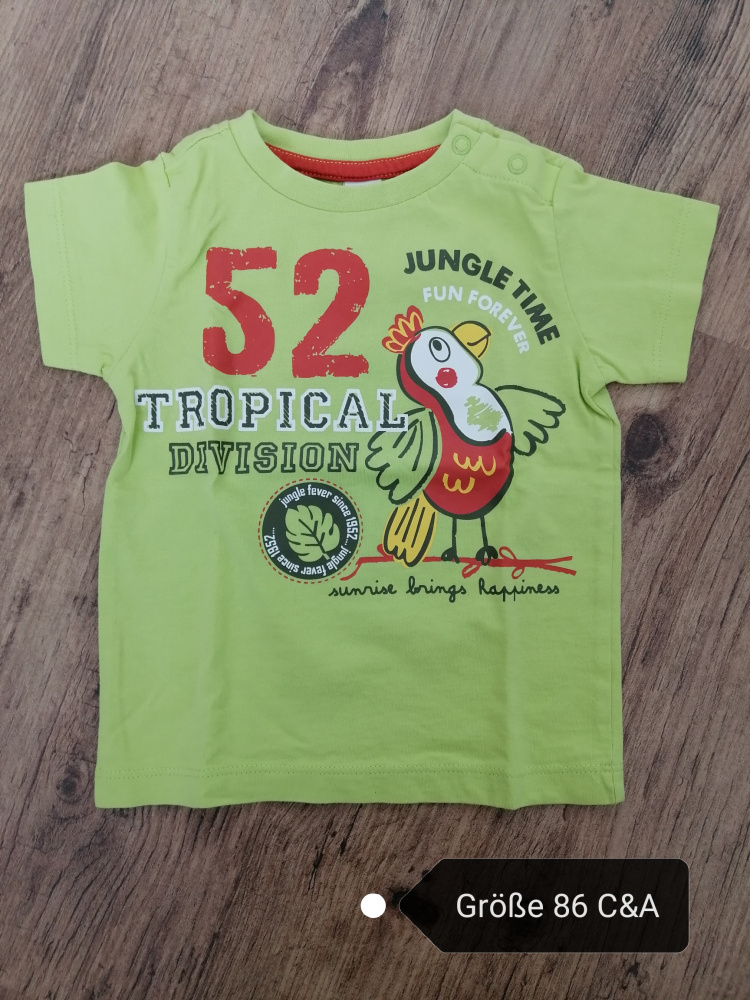 52
JUNGLE TIME
FUN FOREVER
TROPICAL
DIVISION
jungle fever since 1952... jungle fever since 1952...
sunrise brings happiness
Größe 86 C&A